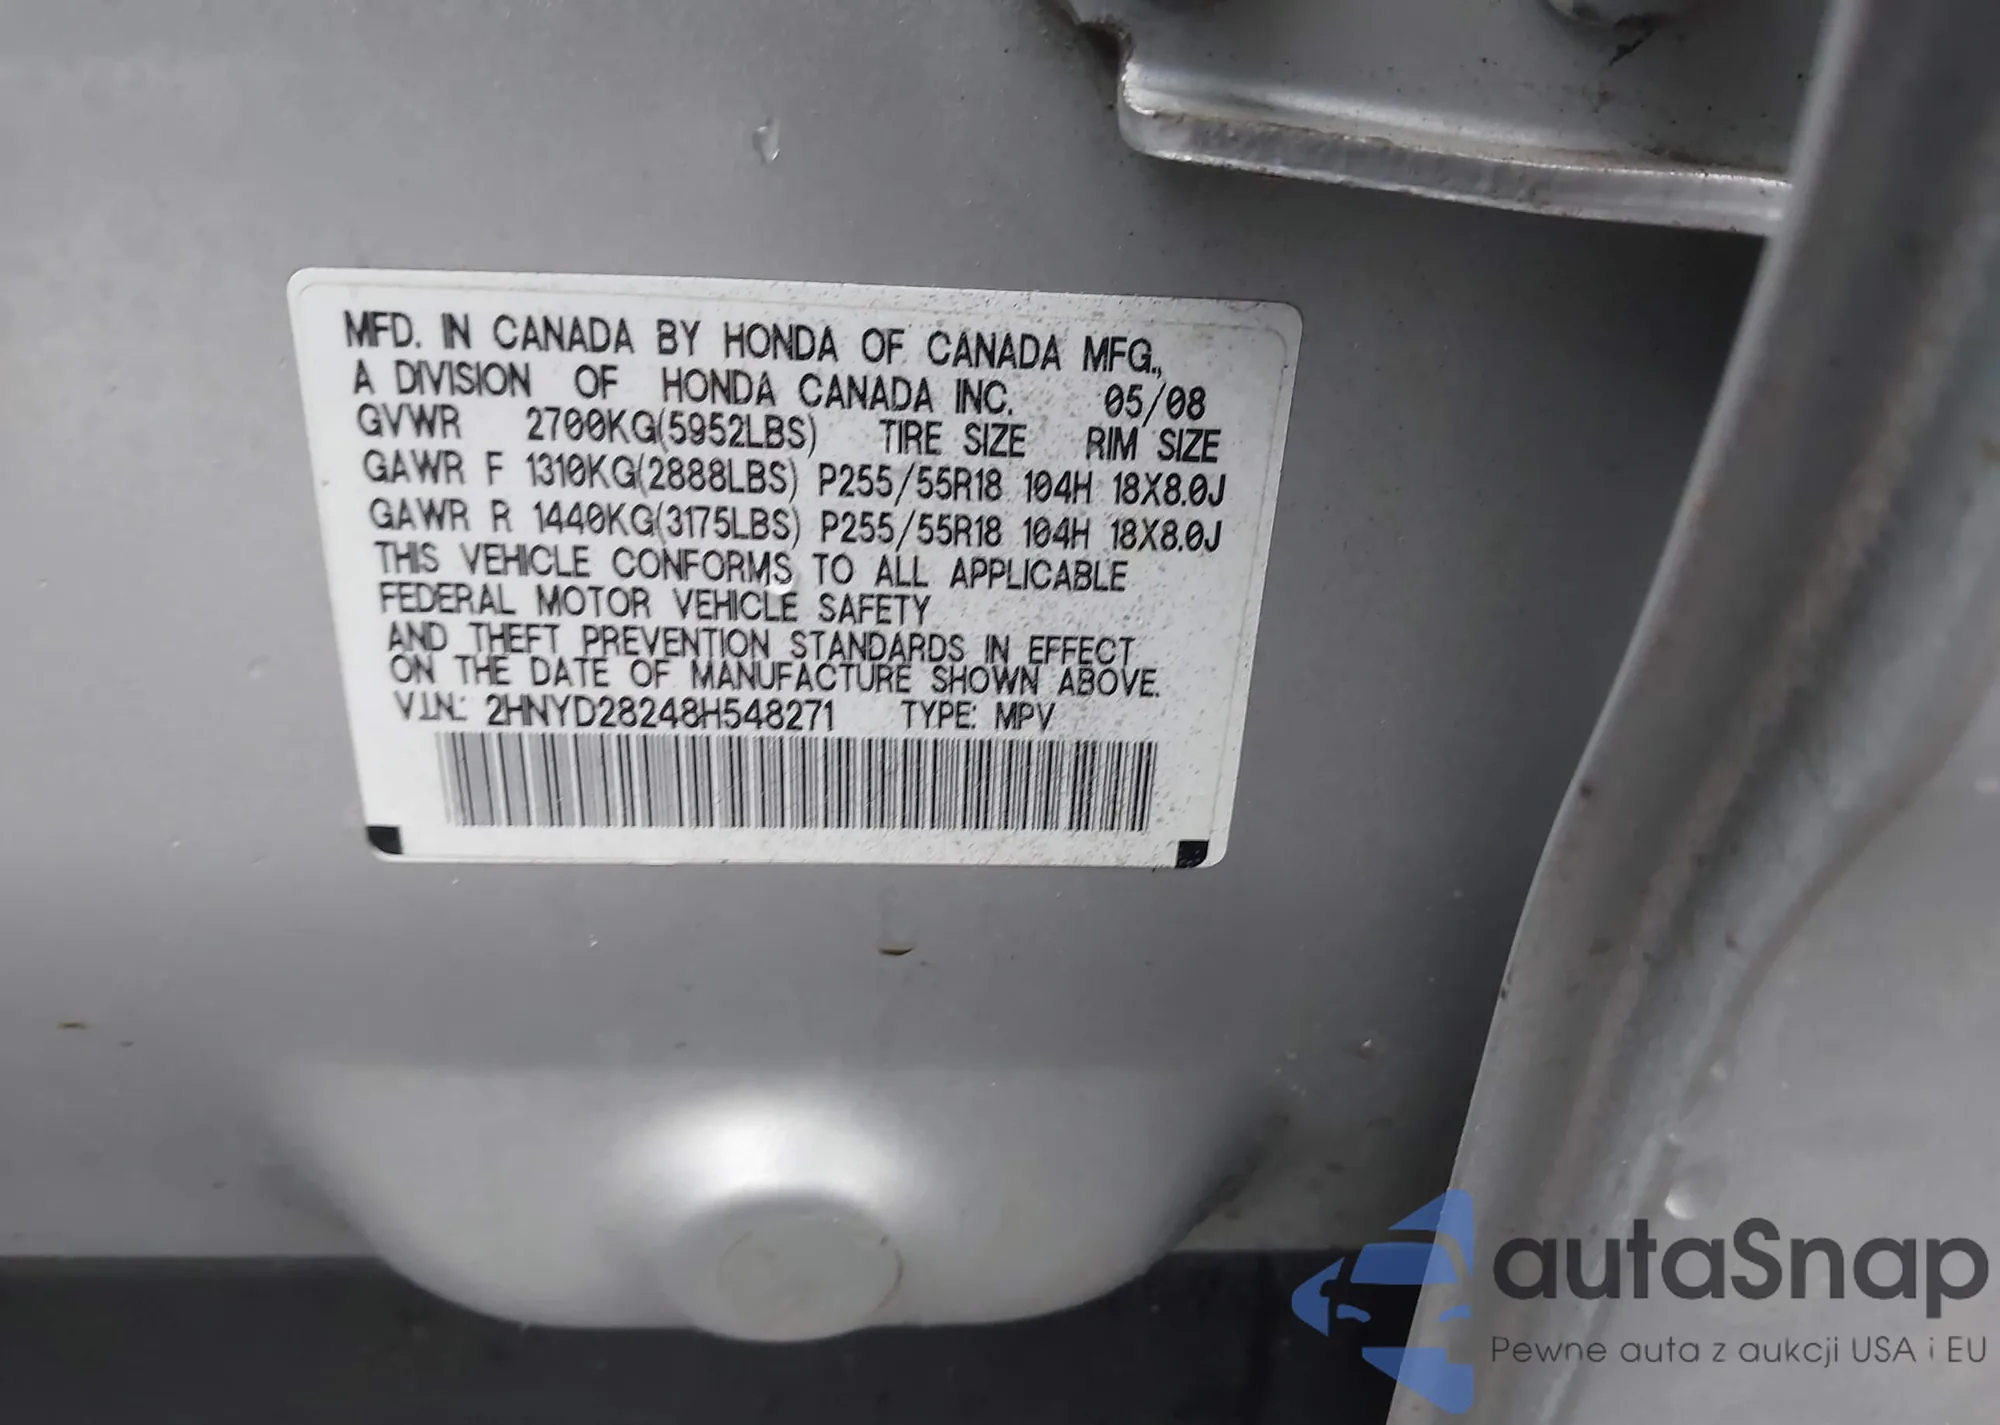 MFD. IN CANADA BY HONDA OF CANADA MFG.,
A DIVISION OF HONDA CANADA INC. 05/08
GVWR 2700KG(5952LBS) TIRE SIZE RIM SIZE
GAWR F 1310KG(2888LBS) P255/55R18 104H 18X8.0J
GAWR R 1440KG(3175LBS) P255/55R18 104H 18X8.0J
THIS VEHICLE CONFORMS TO ALL APPLICABLE
FEDERAL MOTOR VEHICLE SAFETY
AND THEFT PREVENTION STANDARDS IN EFFECT
ON THE DATE OF MANUFACTURE SHOWN ABOVE.
V.I.N.: 2HNYD28248H548271 TYPE: MPV
autaSnap
Pewne auta z aukcji USA i EU